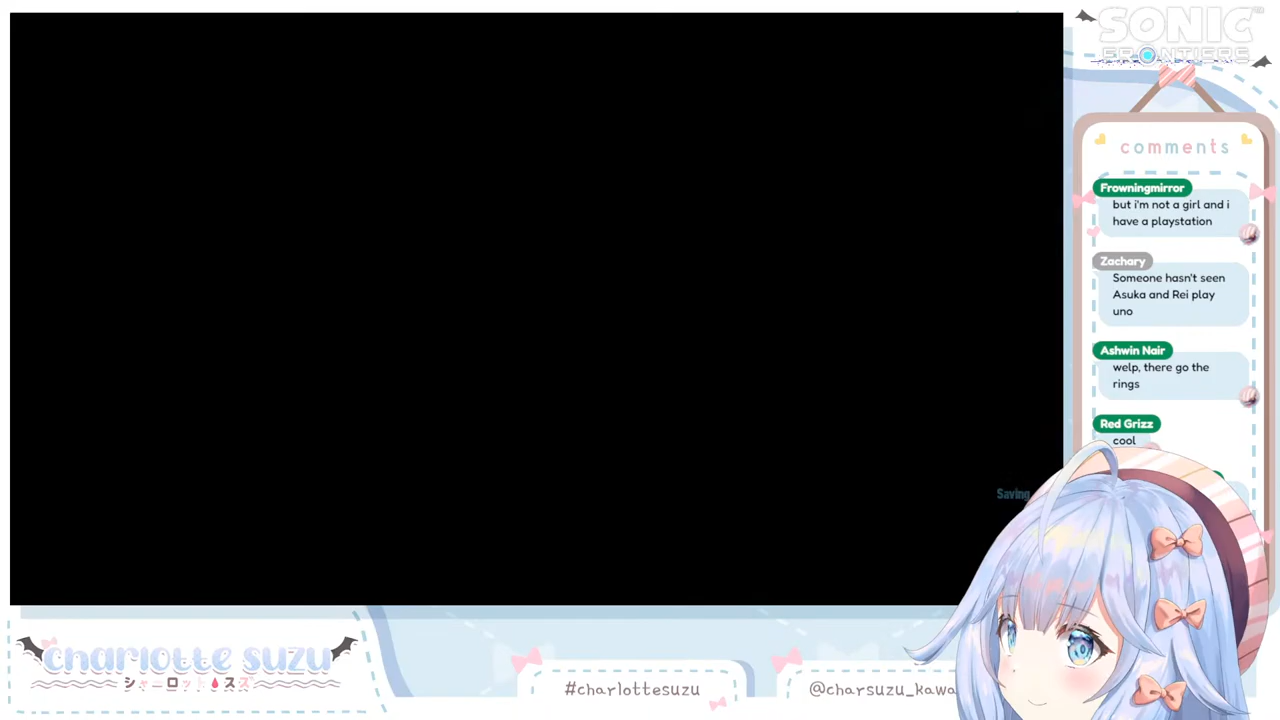 SONIC
FRONTIERS
comments
Frowningmirror
but i'm not a girl and i
have a playstation
Zachary
Someone hasn't seen
Asuka and Rei play
uno
Ashwin Nair
welp, there go the
rings
Red Grizz
cool
Saving
charlotte suzu
シャーロット スズ
#charlottesuzu
@charsuzu_kawa